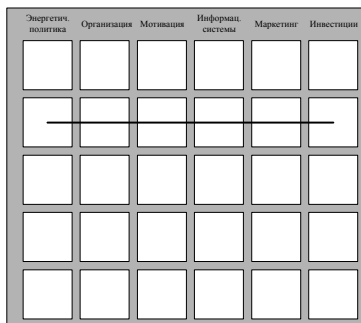 Энергетич. политика
Организация
Мотивация
Информац. системы
Маркетинг
Инвестиции